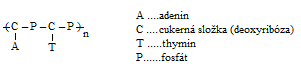 (C–P–C–P)n
A T
A ....adenin
C ....cukerná složka (deoxyribóza)
T .....thymin
P......fosfát